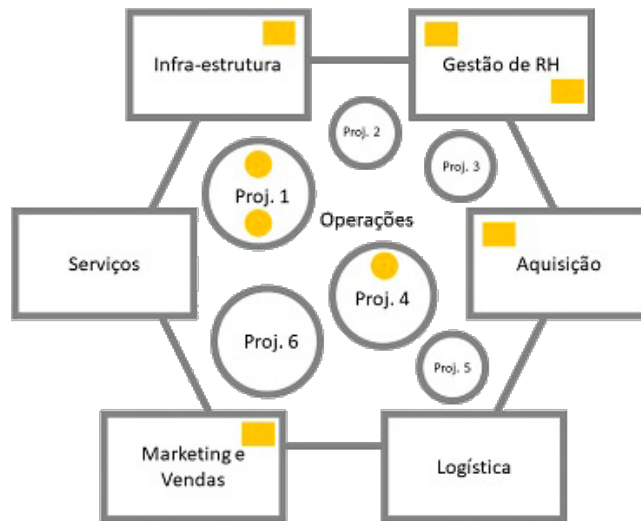 Infra-estrutura
Gestão de RH
Proj. 2
Proj. 3
Proj. 1
Operações
Serviços
Aquisição
Proj. 4
Proj. 6
Proj. 5
Marketing e
Vendas
Logística